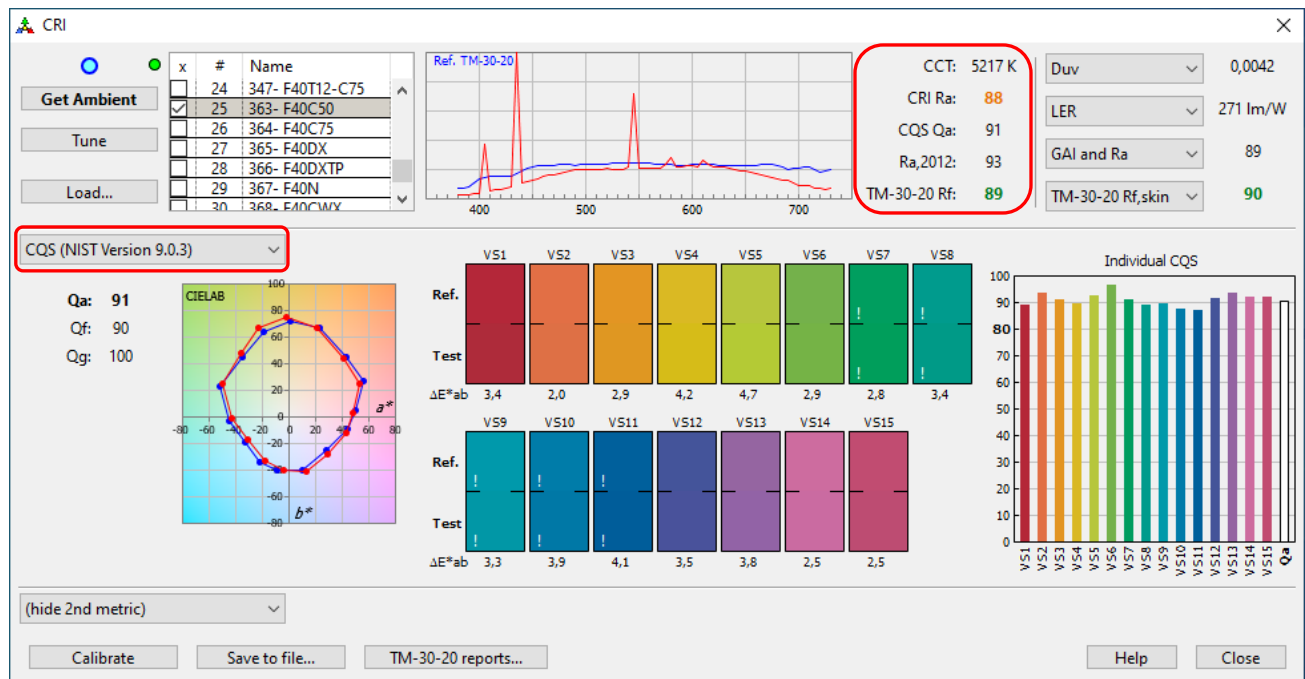 CRI
Get Ambient
Tune
Load...
x # Name
24 347- F40T12-C75
25 363- F40C50
26 364- F40C75
27 365- F40DX
28 366- F40DXTP
29 367- F40N
30 368- F40CWX
Ref. TM-30-20
400 500 600 700
CCT: 5217 K
CRI Ra: 88
CQS Qa: 91
Ra,2012: 93
TM-30-20 Rf: 89
Duv 0,0042
LER 271 lm/W
GAI and Ra 89
TM-30-20 Rf,skin 90
CQS (NIST Version 9.0.3)
Qa: 91
Qf: 90
Qg: 100
CIELAB
100
80
60
40
20
0
-20
-40
-60
-80
-80 -60 -40 -20 20 40 60 80
a*
b*
VS1 VS2 VS3 VS4 VS5 VS6 VS7 VS8
Ref.
! !
Test
! !
ΔE*ab 3,4 2,0 2,9 4,2 4,7 2,9 2,8 3,4
VS9 VS10 VS11 VS12 VS13 VS14 VS15
Ref.
! ! !
Test
! ! !
ΔE*ab 3,3 3,9 4,1 3,5 3,8 2,5 2,5
Individual CQS
100
90
80
70
60
50
40
30
20
10
0
VS1 VS2 VS3 VS4 VS5 VS6 VS7 VS8 VS9 VS10 VS11 VS12 VS13 VS14 VS15 Qa
(hide 2nd metric)
Calibrate
Save to file...
TM-30-20 reports...
Help
Close